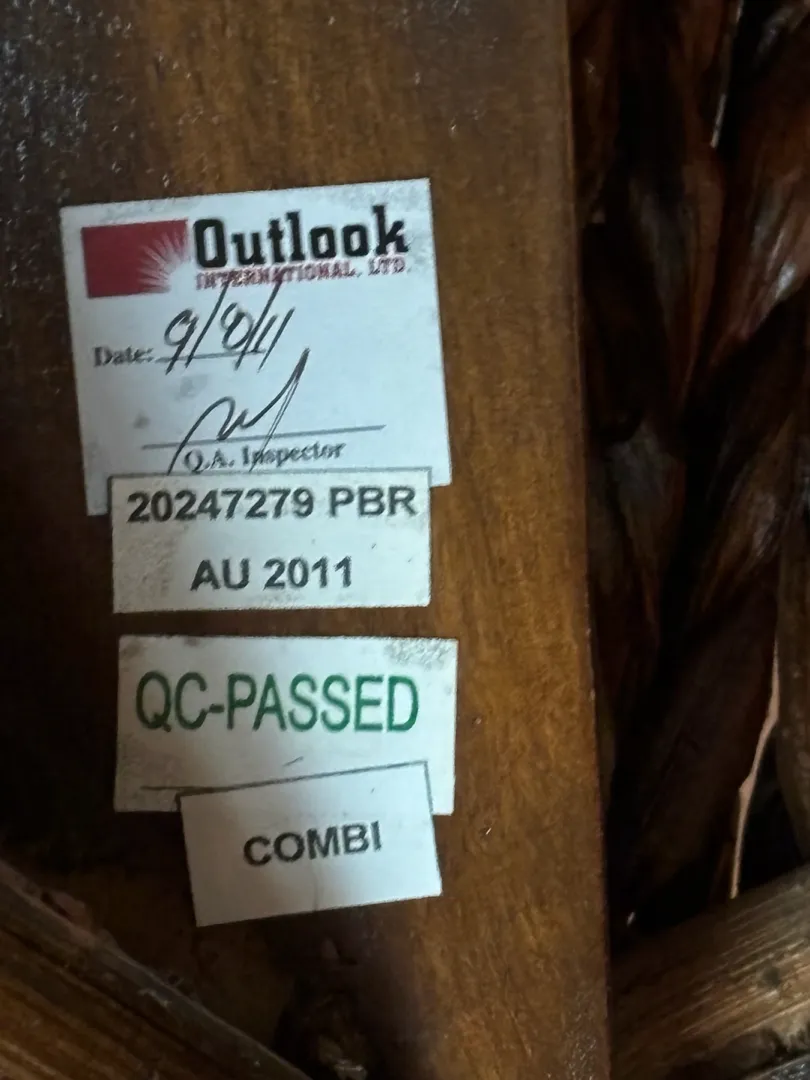 Outlook
INTERNATIONAL, LTD.
Date: 9/8/11
Q.A. Inspector
20247279 PBR
AU 2011
QC-PASSED
COMBI